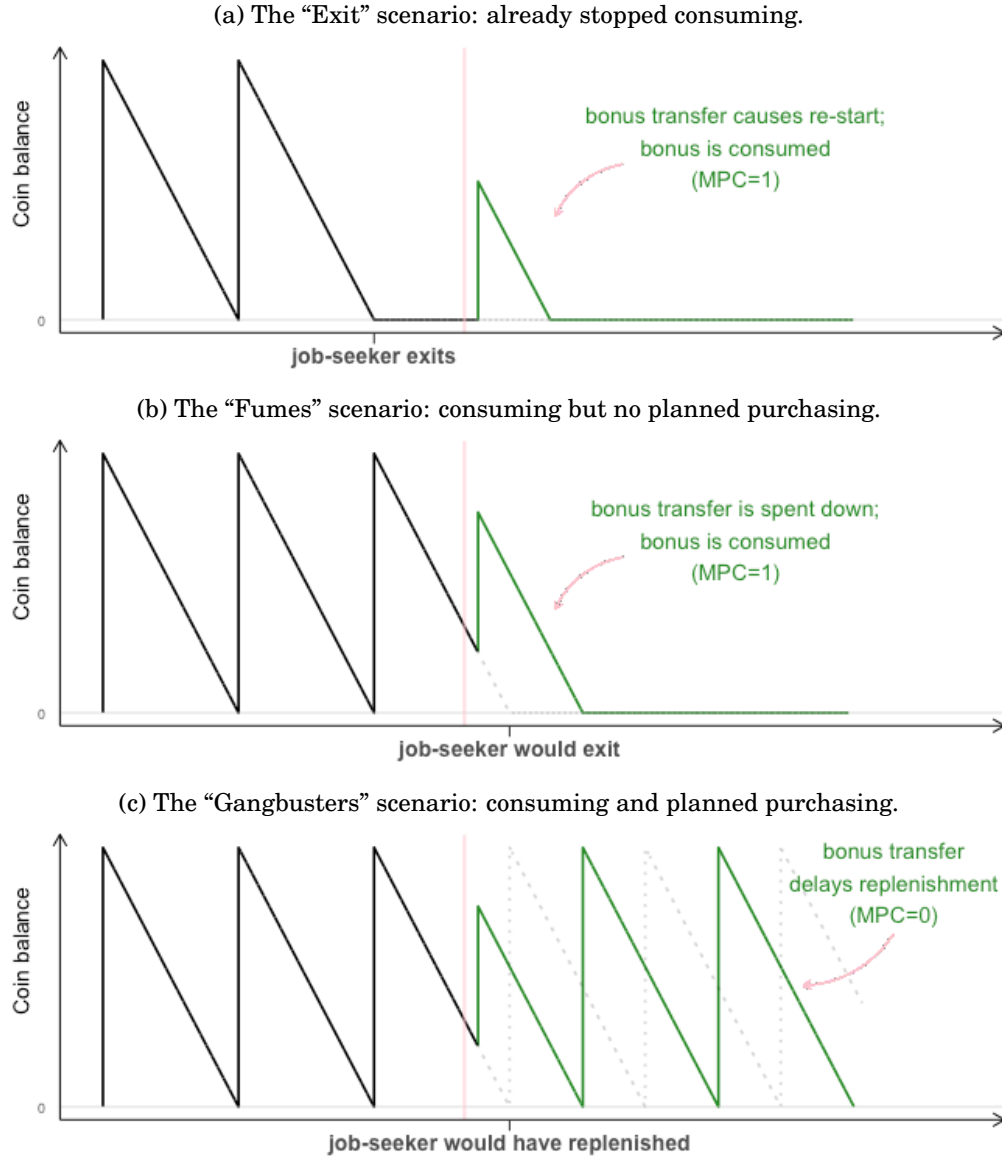 (a) The “Exit” scenario: already stopped consuming.
Coin balance
bonus transfer causes re-start;
bonus is consumed
(MPC=1)
0
job-seeker exits
(b) The “Fumes” scenario: consuming but no planned purchasing.
Coin balance
bonus transfer is spent down;
bonus is consumed
(MPC=1)
0
job-seeker would exit
(c) The “Gangbusters” scenario: consuming and planned purchasing.
Coin balance
bonus transfer
delays replenishment
(MPC=0)
0
job-seeker would have replenished